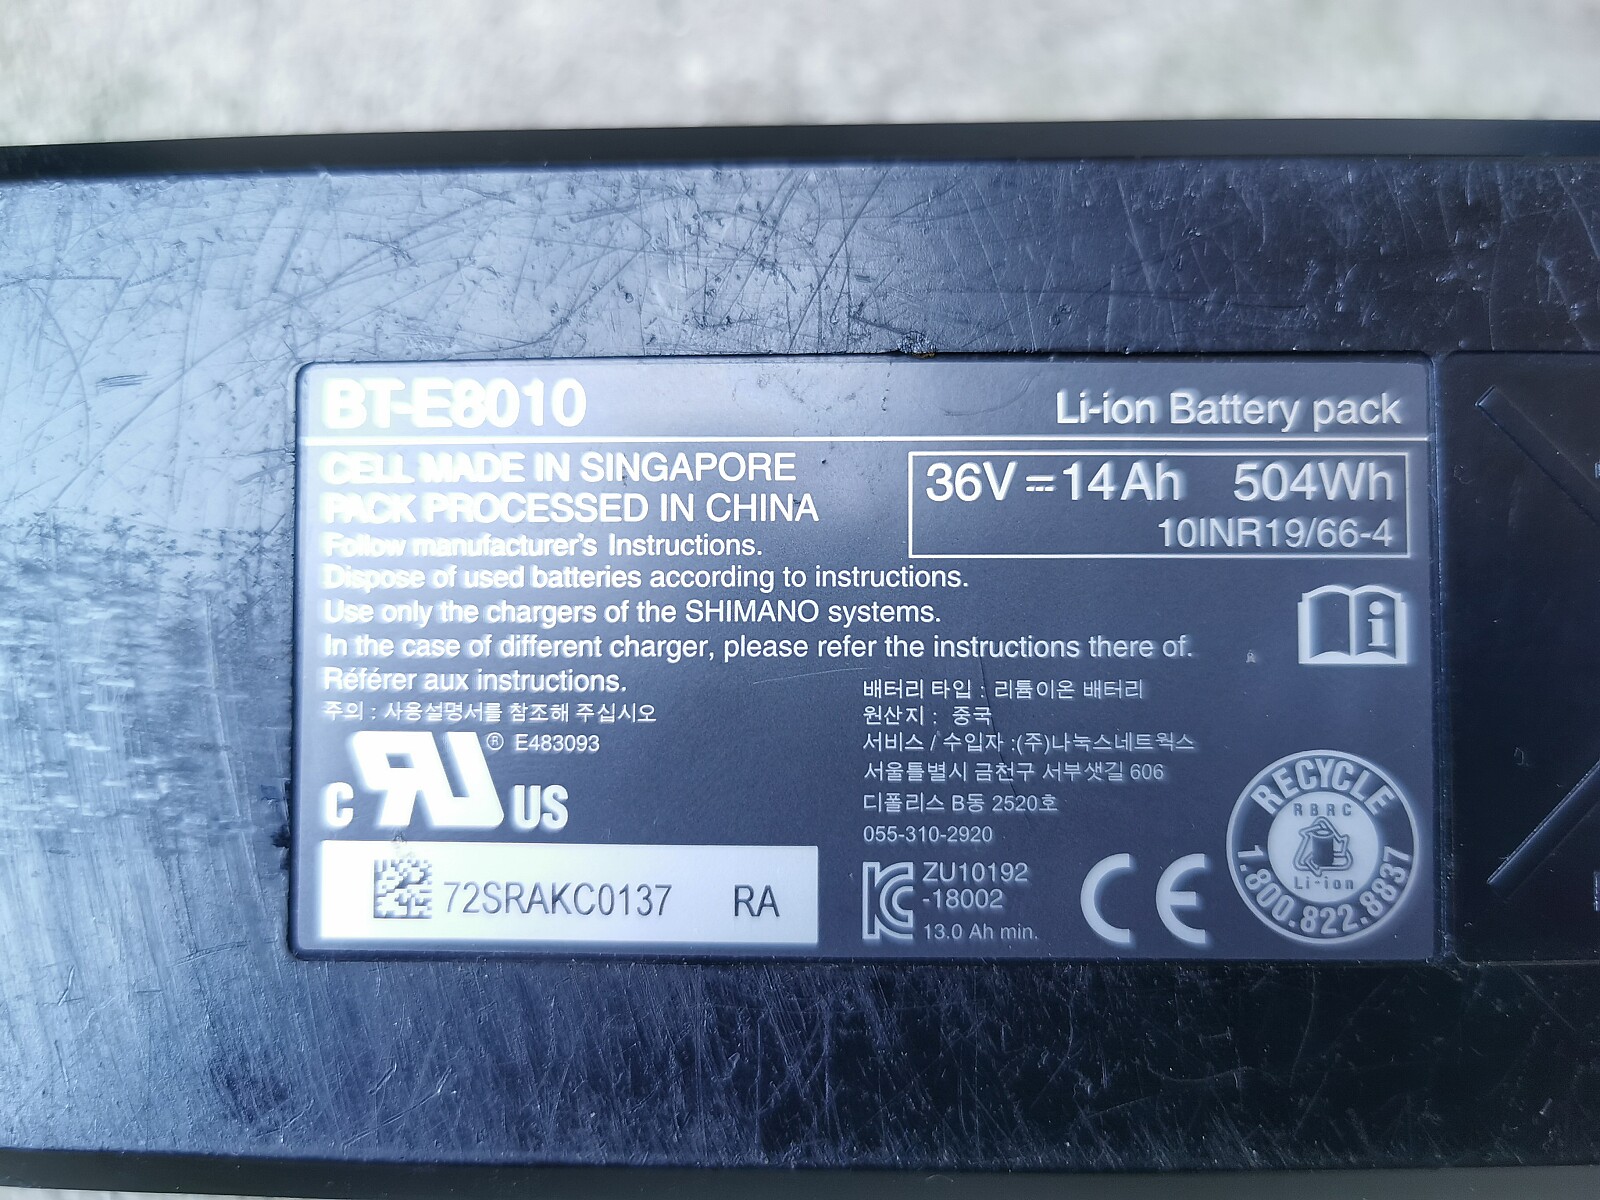 BT-E8010
Li-ion Battery pack
CELL MADE IN SINGAPORE
PACK PROCESSED IN CHINA
36V⎓14Ah 504Wh
10INR19/66-4
Follow manufacturer's Instructions.
Dispose of used batteries according to instructions.
Use only the chargers of the SHIMANO systems.
In the case of different charger, please refer the instructions there of.
Référer aux instructions.
주의 : 사용설명서를 참조해 주십시오
® E483093
C RU US
72SRAKC0137 RA
배터리 타입 : 리튬이온 배터리
원산지 : 중국
서비스 / 수입자 :(주)나눅스네트웍스
서울특별시 금천구 서부샛길 606
디폴리스 B동 2520호
055-310-2920
KC ZU10192
-18002
13.0 Ah min.
CE
RECYCLE
RBRC
Li-ion
1.800.822.8837